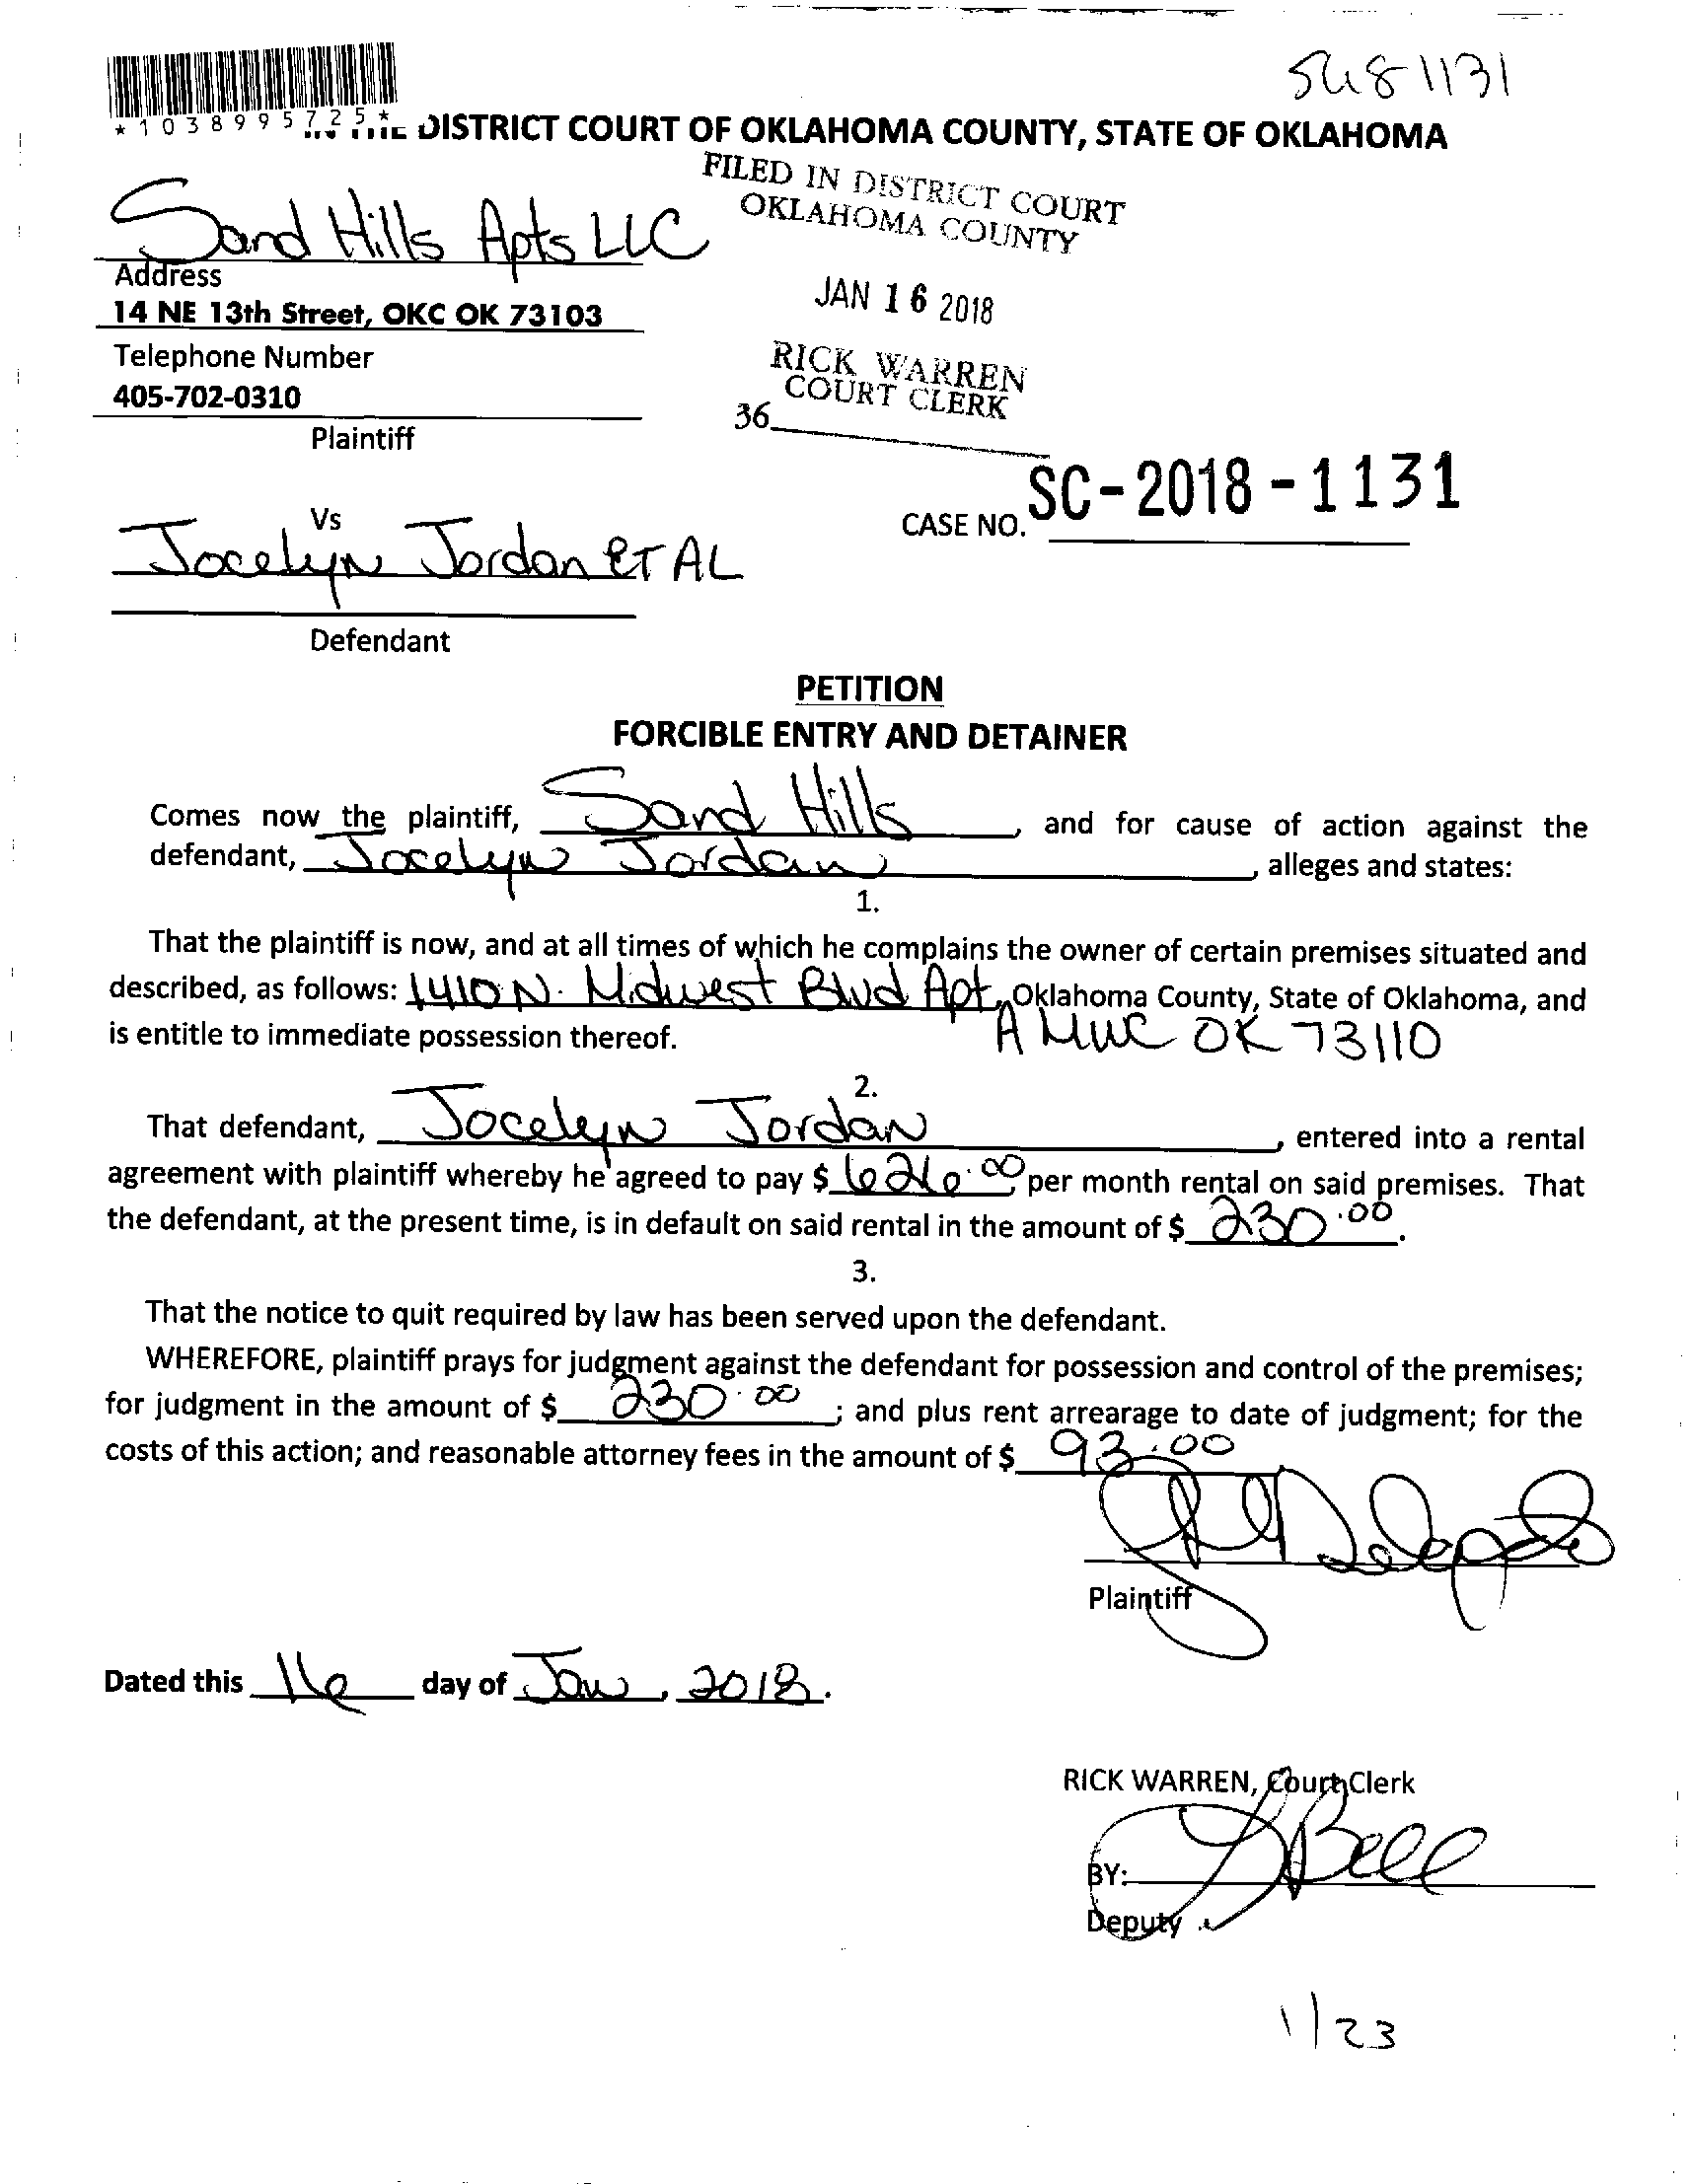 5481131
*1038995725*
DISTRICT COURT OF OKLAHOMA COUNTY, STATE OF OKLAHOMA
FILED IN DISTRICT COURT
OKLAHOMA COUNTY
Sand Hills Apts LLC
Address
14 NE 13th Street, OKC OK 73103
JAN 16 2018
Telephone Number
405-702-0310
RICK WARREN
COURT CLERK
36
Plaintiff
Vs
CASE NO. SC-2018-1131
Jocelyn Jordan ET AL
Defendant
PETITION
FORCIBLE ENTRY AND DETAINER
Comes now the plaintiff, Sand Hills, and for cause of action against the
defendant, Jocelyn Jordan, alleges and states:
1.
That the plaintiff is now, and at all times of which he complains the owner of certain premises situated and
described, as follows: 1410 N. Midwest Blvd Apt, Oklahoma County, State of Oklahoma, and
is entitle to immediate possession thereof. A MWC OK 73110
2.
That defendant, Jocelyn Jordan, entered into a rental
agreement with plaintiff whereby he agreed to pay $ 626.00 per month rental on said premises. That
the defendant, at the present time, is in default on said rental in the amount of $ 230.00.
3.
That the notice to quit required by law has been served upon the defendant.
WHEREFORE, plaintiff prays for judgment against the defendant for possession and control of the premises;
for judgment in the amount of $ 230.00; and plus rent arrearage to date of judgment; for the
costs of this action; and reasonable attorney fees in the amount of $ 93.00
Plaintiff
Dated this 16 day of Jan, 2018.
RICK WARREN, Court Clerk
BY: Bell
Deputy
1/23